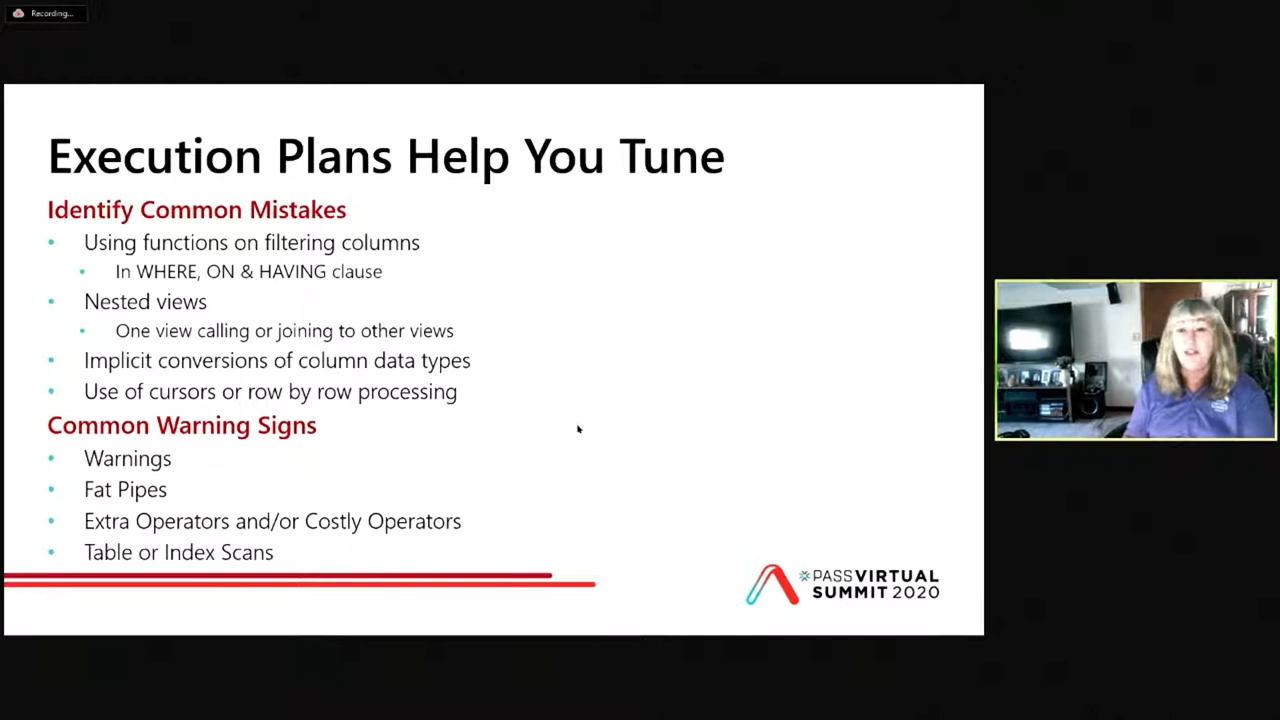 Recording...
Execution Plans Help You Tune
Identify Common Mistakes
• Using functions on filtering columns
• In WHERE, ON & HAVING clause
• Nested views
• One view calling or joining to other views
• Implicit conversions of column data types
• Use of cursors or row by row processing
Common Warning Signs
• Warnings
• Fat Pipes
• Extra Operators and/or Costly Operators
• Table or Index Scans
PASSVIRTUAL
SUMMIT 2020